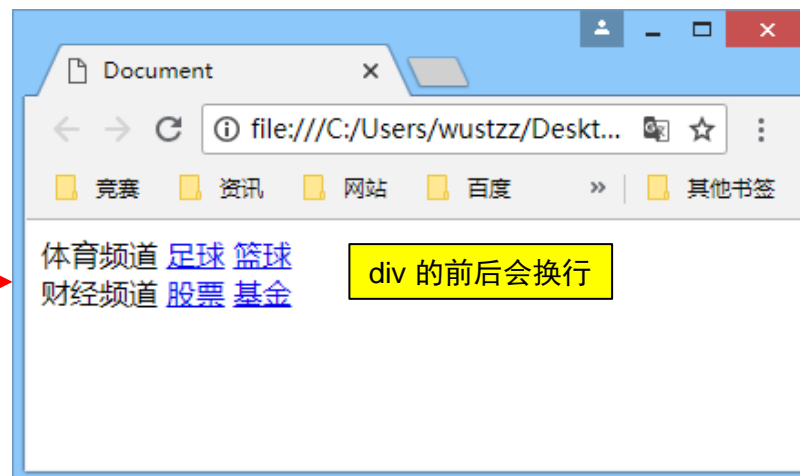 Document
file:///C:/Users/wustzz/Deskt...
竞赛 资讯 网站 百度 » 其他书签
体育频道 足球 篮球
div 的前后会换行
财经频道 股票 基金